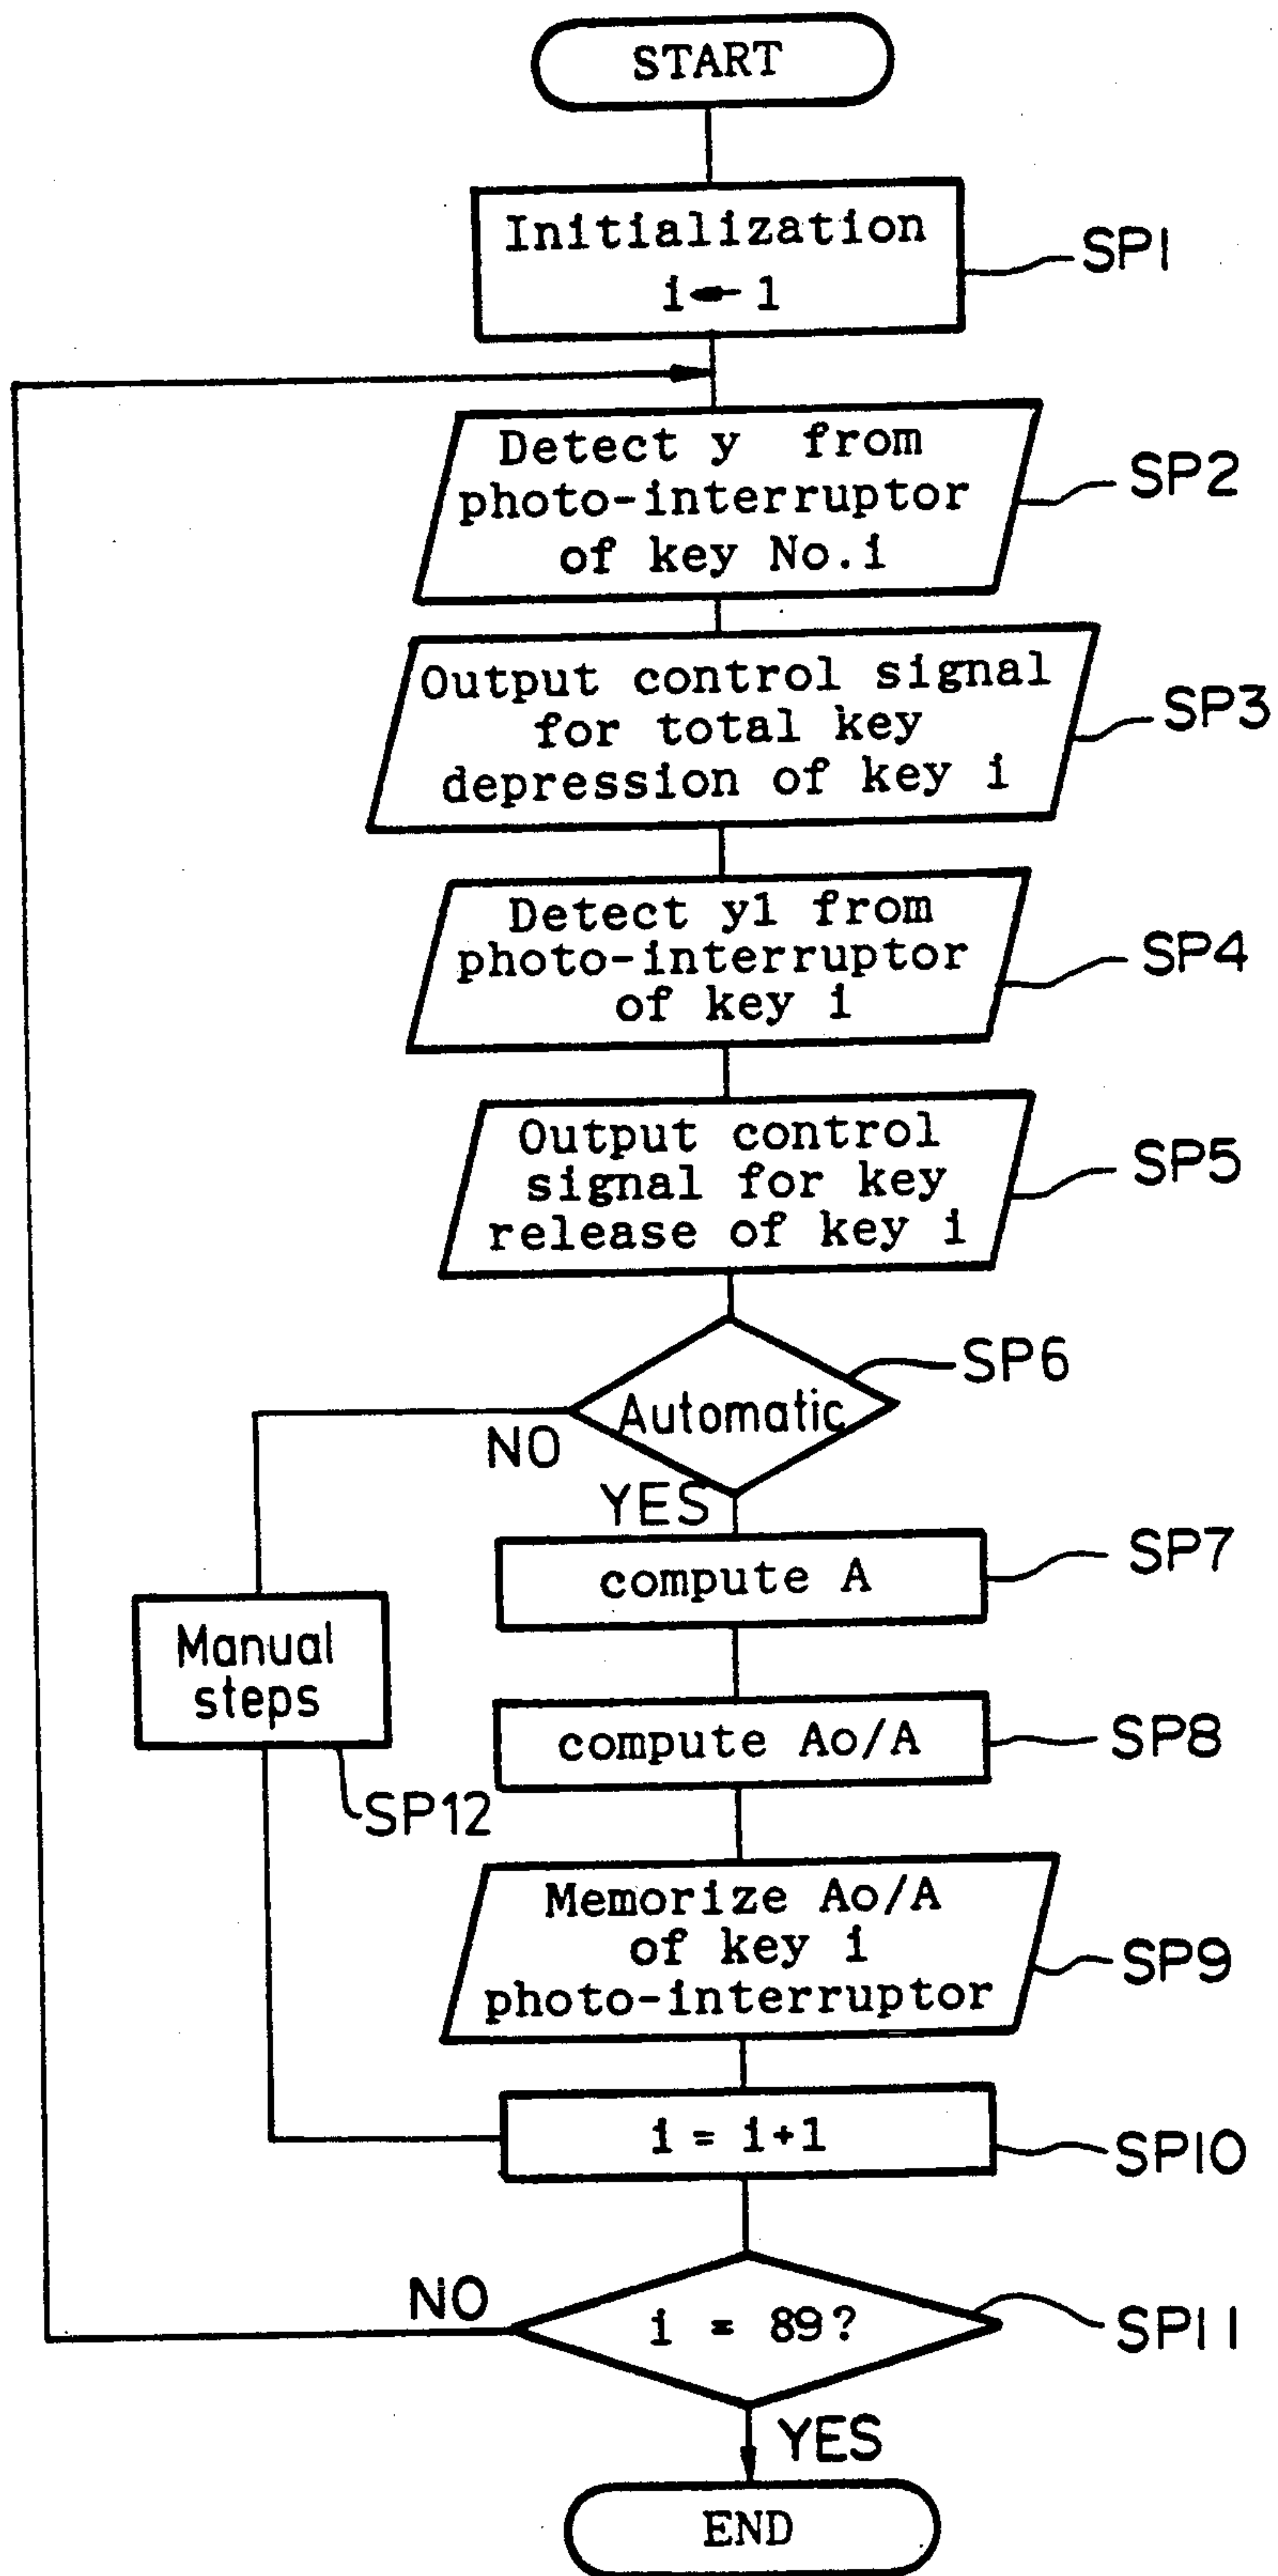 START
Initialization
i ← 1
SP1
Detect y from
photo-interruptor
of key No.i
SP2
Output control signal
for total key
depression of key i
SP3
Detect y1 from
photo-interruptor
of key i
SP4
Output control
signal for key
release of key i
SP5
Automatic
SP6
NO
YES
compute A
SP7
Manual
steps
SP12
compute Ao/A
SP8
Memorize Ao/A
of key i
photo-interruptor
SP9
i = i+1
SP10
NO
i = 89?
SP11
YES
END